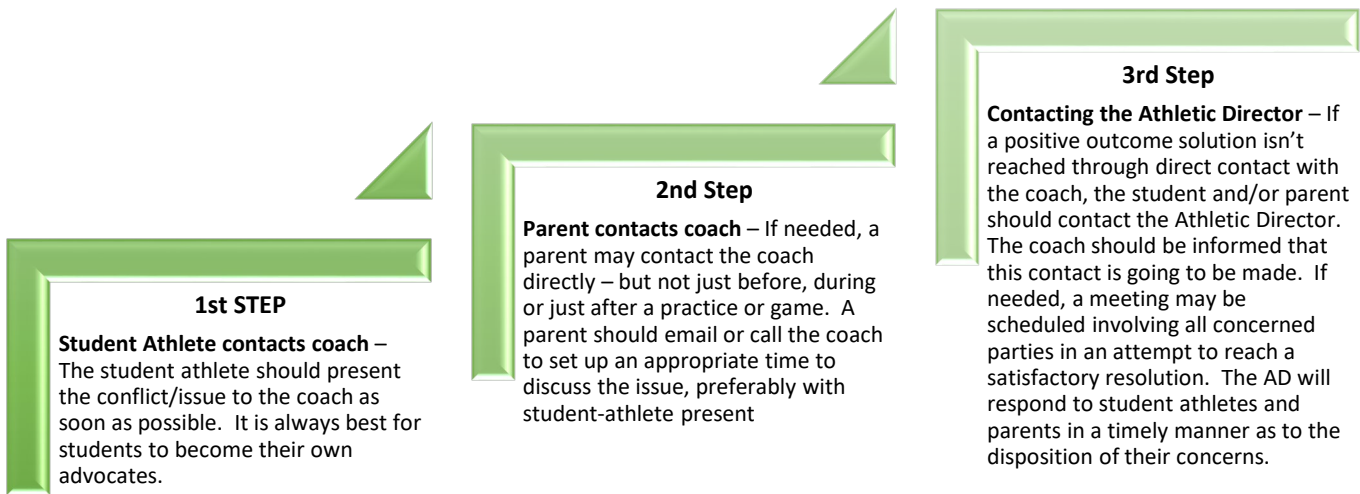 1st STEP
Student Athlete contacts coach –
The student athlete should present
the conflict/issue to the coach as
soon as possible.  It is always best for
students to become their own
advocates.
2nd Step
Parent contacts coach – If needed, a
parent may contact the coach
directly – but not just before, during
or just after a practice or game.  A
parent should email or call the coach
to set up an appropriate time to
discuss the issue, preferably with
student-athlete present
3rd Step
Contacting the Athletic Director – If
a positive outcome solution isn’t
reached through direct contact with
the coach, the student and/or parent
should contact the Athletic Director.
The coach should be informed that
this contact is going to be made.  If
needed, a meeting may be
scheduled involving all concerned
parties in an attempt to reach a
satisfactory resolution.  The AD will
respond to student athletes and
parents in a timely manner as to the
disposition of their concerns.